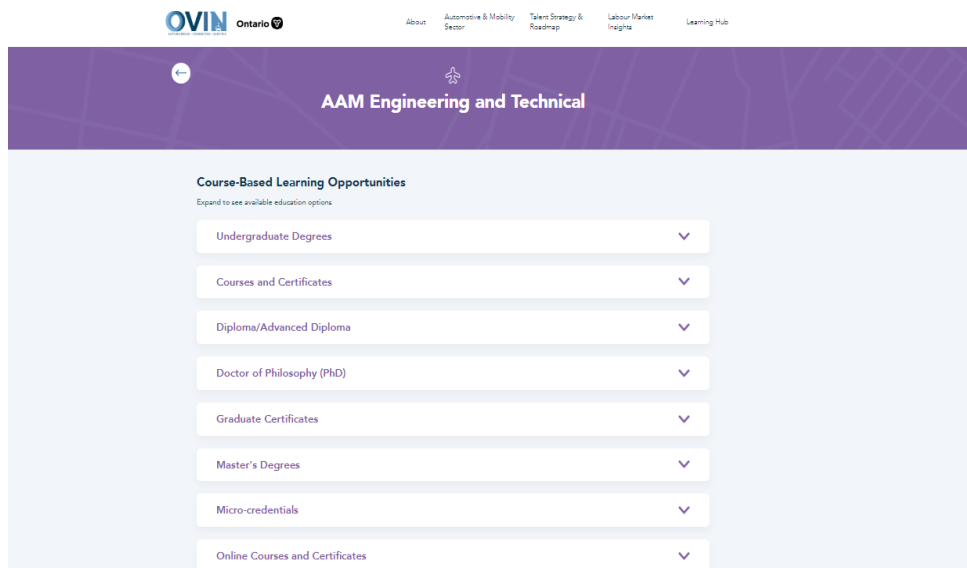 OVIN
Ontario
About
Automotive & Mobility
Sector
Talent Strategy &
Roadmap
Labour Market
Insights
Learning Hub
AAM Engineering and Technical
Course-Based Learning Opportunities
Expand to see available education options
Undergraduate Degrees
Courses and Certificates
Diploma/Advanced Diploma
Doctor of Philosophy (PhD)
Graduate Certificates
Master's Degrees
Micro-credentials
Online Courses and Certificates